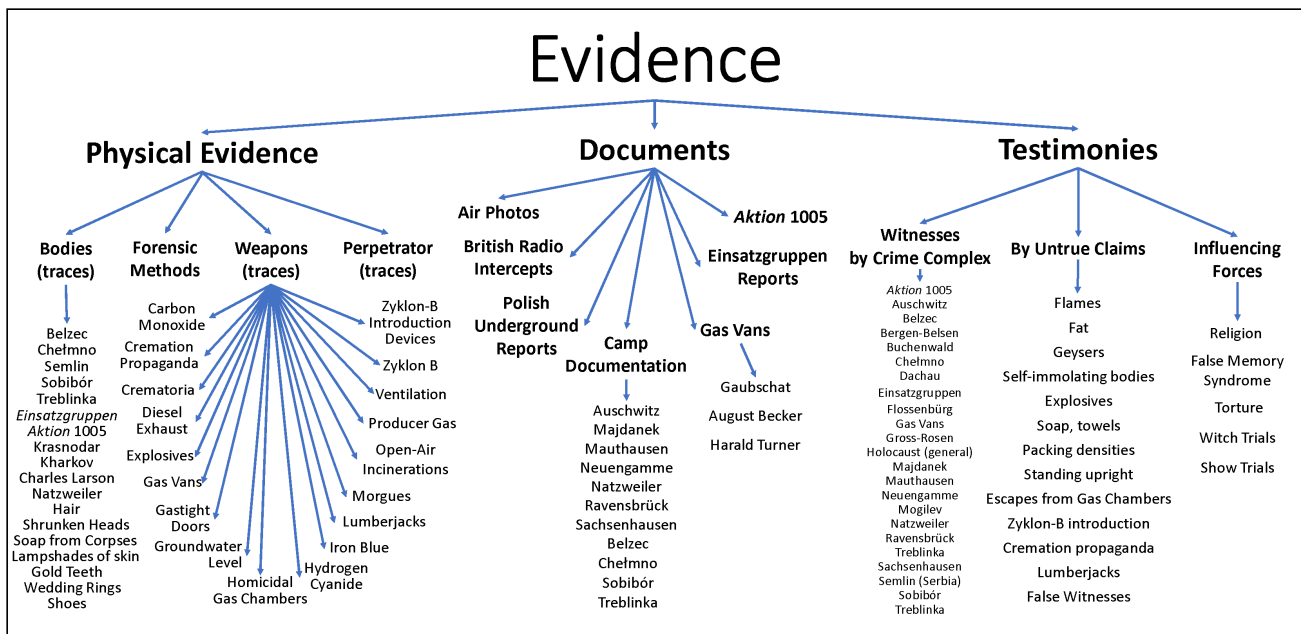 Evidence
Physical Evidence
Documents
Testimonies
Bodies
(traces)
Forensic
Methods
Weapons
(traces)
Perpetrator
(traces)
Air Photos
British Radio
Intercepts
Polish
Underground
Reports
Camp
Documentation
Gas Vans
Einsatzgruppen
Reports
Aktion 1005
Witnesses
by Crime Complex
By Untrue Claims
Influencing
Forces
Belzec
Chełmno
Semlin
Sobibór
Treblinka
Einsatzgruppen
Aktion 1005
Krasnodar
Kharkov
Charles Larson
Natzweiler
Hair
Shrunken Heads
Soap from Corpses
Lampshades of skin
Gold Teeth
Wedding Rings
Shoes
Carbon
Monoxide
Cremation
Propaganda
Crematoria
Diesel
Exhaust
Explosives
Gas Vans
Gastight
Doors
Groundwater
Level
Homicidal
Gas Chambers
Hydrogen
Cyanide
Iron Blue
Lumberjacks
Morgues
Open-Air
Incinerations
Producer Gas
Ventilation
Zyklon B
Zyklon-B
Introduction
Devices
Auschwitz
Majdanek
Mauthausen
Neuengamme
Natzweiler
Ravensbrück
Sachsenhausen
Belzec
Chełmno
Sobibór
Treblinka
Gaubschat
August Becker
Harald Turner
Aktion 1005
Auschwitz
Belzec
Bergen-Belsen
Buchenwald
Chełmno
Dachau
Einsatzgruppen
Flossenbürg
Gas Vans
Gross-Rosen
Holocaust (general)
Majdanek
Mauthausen
Neuengamme
Mogilev
Natzweiler
Ravensbrück
Treblinka
Sachsenhausen
Semlin (Serbia)
Sobibór
Treblinka
Flames
Fat
Geysers
Self-immolating bodies
Explosives
Soap, towels
Packing densities
Standing upright
Escapes from Gas Chambers
Zyklon-B introduction
Cremation propaganda
Lumberjacks
False Witnesses
Religion
False Memory
Syndrome
Torture
Witch Trials
Show Trials